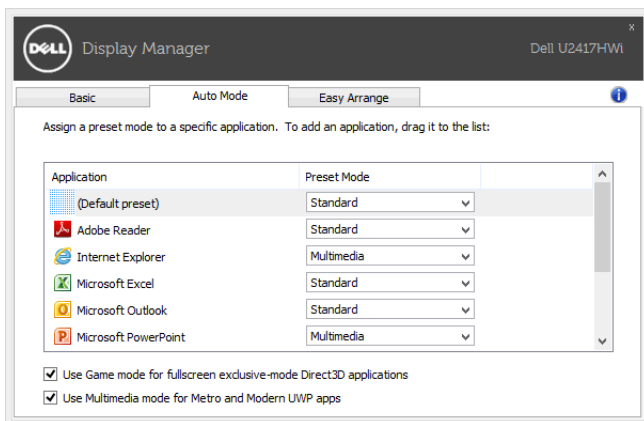 DELL Display Manager Dell U2417HWi
Basic Auto Mode Easy Arrange
Assign a preset mode to a specific application. To add an application, drag it to the list:
Application Preset Mode
(Default preset) Standard
Adobe Reader Standard
Internet Explorer Multimedia
Microsoft Excel Standard
Microsoft Outlook Standard
Microsoft PowerPoint Multimedia
Use Game mode for fullscreen exclusive-mode Direct3D applications
Use Multimedia mode for Metro and Modern UWP apps